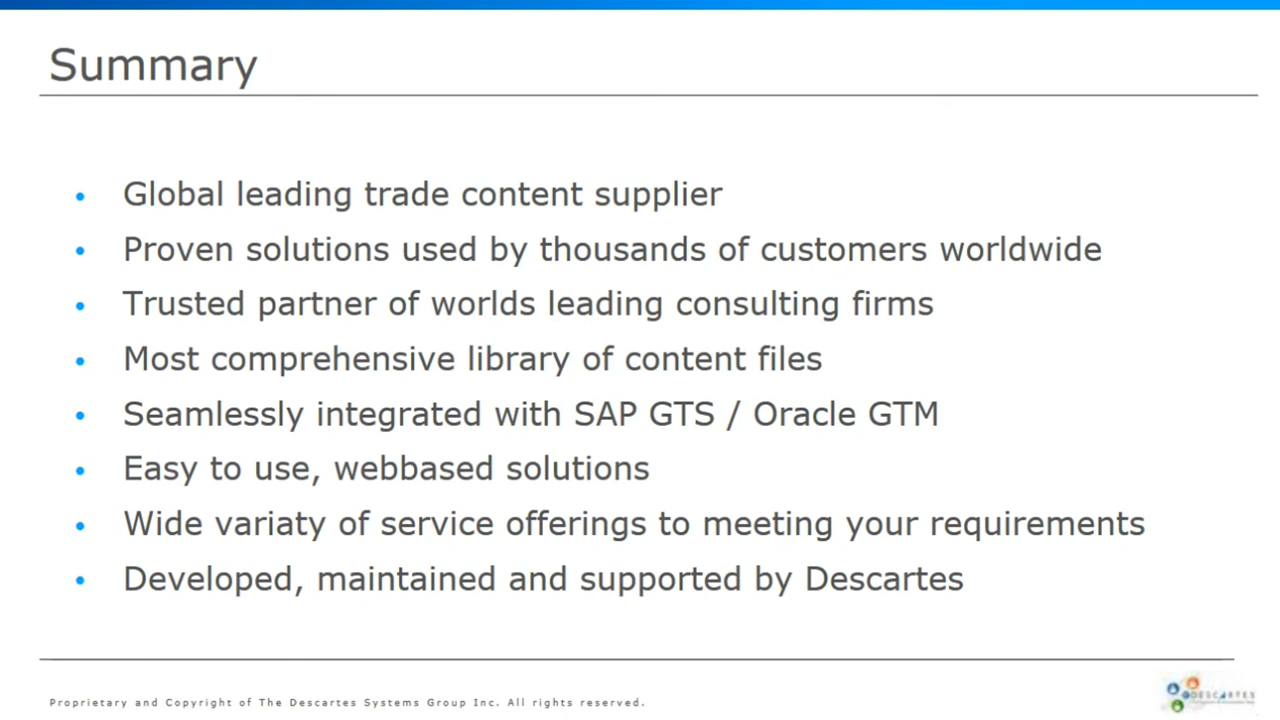 Summary
• Global leading trade content supplier
• Proven solutions used by thousands of customers worldwide
• Trusted partner of worlds leading consulting firms
• Most comprehensive library of content files
• Seamlessly integrated with SAP GTS / Oracle GTM
• Easy to use, webbased solutions
• Wide variaty of service offerings to meeting your requirements
• Developed, maintained and supported by Descartes
Proprietary and Copyright of The Descartes Systems Group Inc. All rights reserved.
DESCARTES